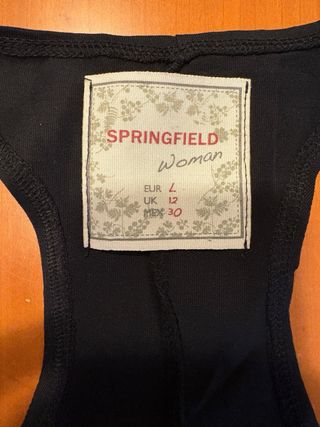 SPRINGFIELD
Woman
EUR L
UK 12
MEX 30